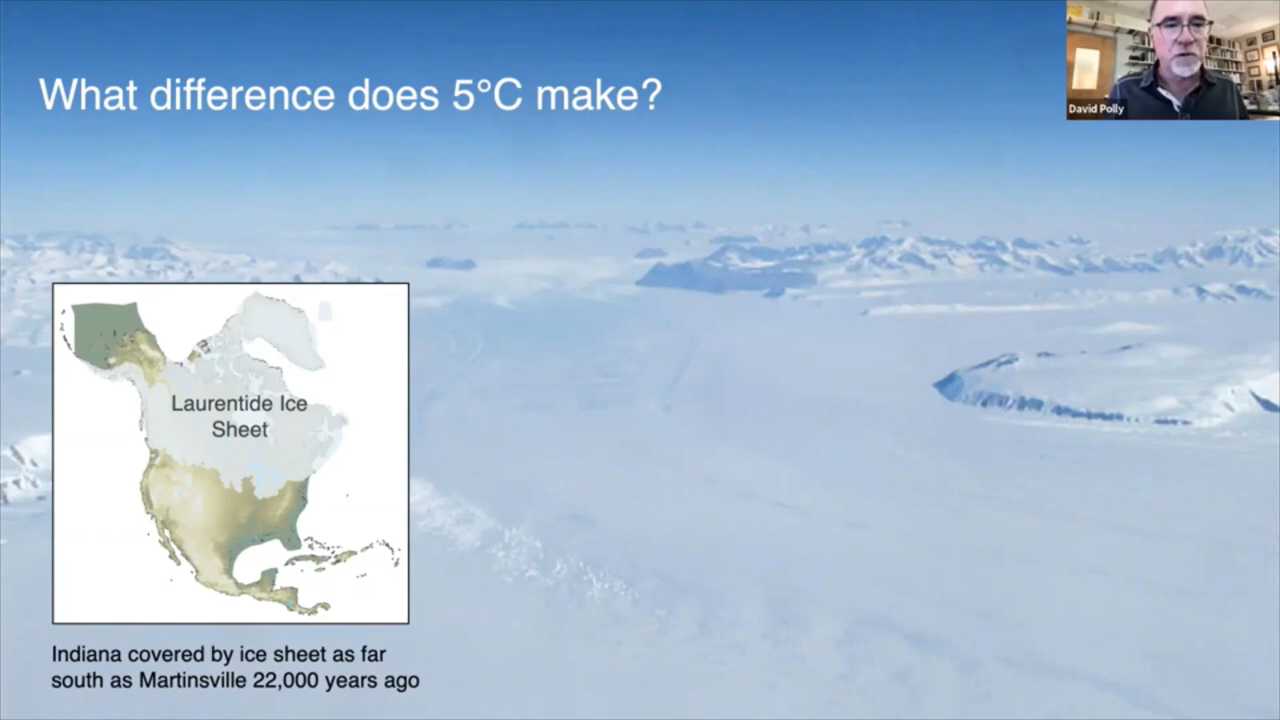 What difference does 5°C make?
David Polly
Laurentide Ice
Sheet
Indiana covered by ice sheet as far
south as Martinsville 22,000 years ago